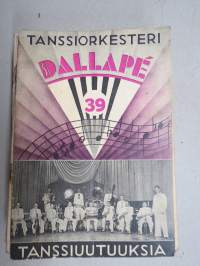 TANSSIORKESTERI
DALLAPÉ
39
TANSSIUUTUUKSIA